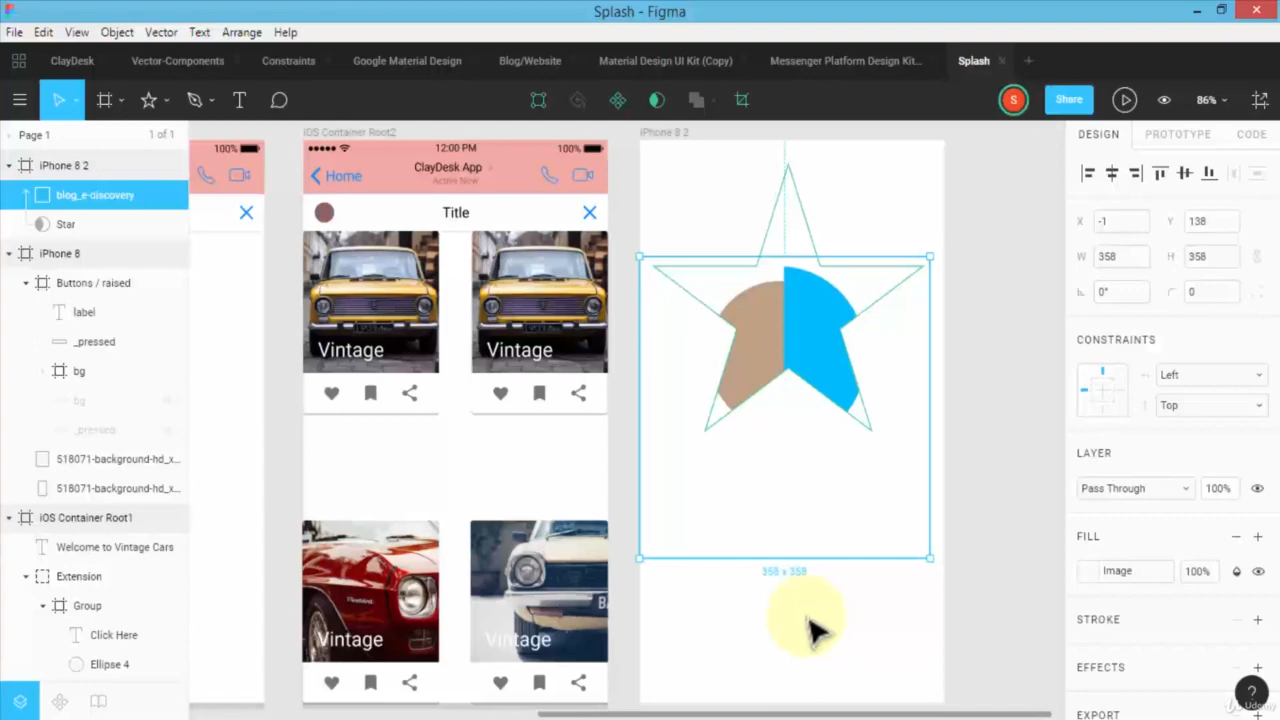 Splash - Figma
File Edit View Object Vector Text Arrange Help
ClayDesk Vector-Components Constraints Google Material Design Blog/Website Material Design UI Kit (Copy) Messenger Platform Design Kit... Splash
S Share 86%
Page 1 1 of 1
iPhone 8 2
blog_e-discovery
Star
iPhone 8
Buttons / raised
label
_pressed
bg
bg
_pressed
518071-background-hd_x...
518071-background-hd_x...
iOS Container Root1
Welcome to Vintage Cars
Extension
Group
Click Here
Ellipse 4
100%
iOS Container Root2
12:00 PM 100%
Home ClayDesk App
Active Now
Title
Vintage Vintage
Vintage Vintage
iPhone 8 2
358 x 358
DESIGN PROTOTYPE CODE
X -1 Y 138
W 358 H 358
0° 0
CONSTRAINTS
Left
Top
LAYER
Pass Through 100%
FILL
Image 100%
STROKE
EFFECTS
EXPORT
?
Udemy